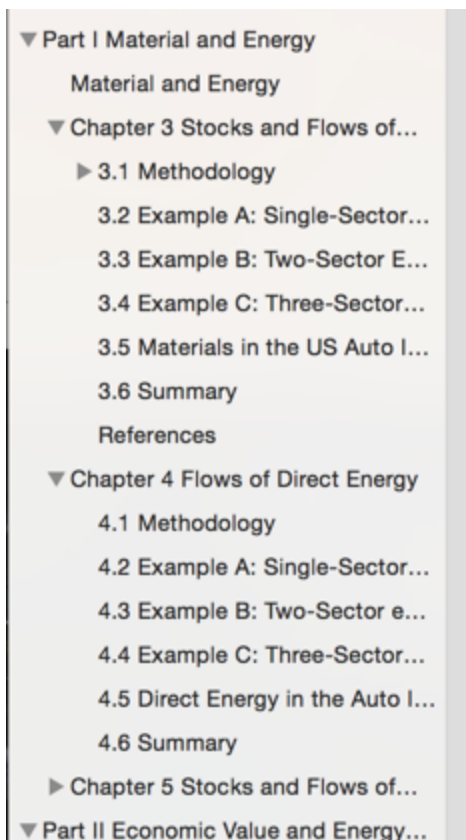 Part I Material and Energy
Material and Energy
Chapter 3 Stocks and Flows of...
3.1 Methodology
3.2 Example A: Single-Sector...
3.3 Example B: Two-Sector E...
3.4 Example C: Three-Sector...
3.5 Materials in the US Auto I...
3.6 Summary
References
Chapter 4 Flows of Direct Energy
4.1 Methodology
4.2 Example A: Single-Sector...
4.3 Example B: Two-Sector e...
4.4 Example C: Three-Sector...
4.5 Direct Energy in the Auto I...
4.6 Summary
Chapter 5 Stocks and Flows of...
Part II Economic Value and Energy...